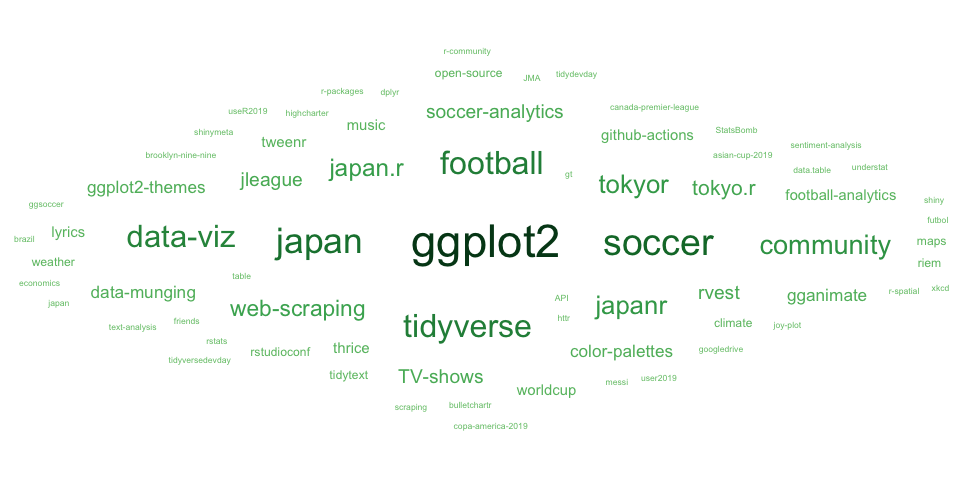 r-community
open-source
JMA
tidydevday
r-packages
dplyr
useR2019
highcharter
music
soccer-analytics
canada-premier-league
shinymeta
tweenr
github-actions
StatsBomb
sentiment-analysis
brooklyn-nine-nine
japan.r
football
asian-cup-2019
data.table
understat
ggplot2-themes
jleague
gt
tokyor
tokyo.r
football-analytics
shiny
ggsoccer
futbol
brazil
lyrics
data-viz
japan
ggplot2
soccer
community
maps
weather
riem
economics
table
data-munging
web-scraping
API
japanr
rvest
gganimate
r-spatial
xkcd
japan
text-analysis
friends
tidyverse
httr
climate
joy-plot
rstats
tidyversedevday
rstudioconf
thrice
color-palettes
googledrive
tidytext
TV-shows
worldcup
messi
user2019
scraping
bulletchartr
copa-america-2019